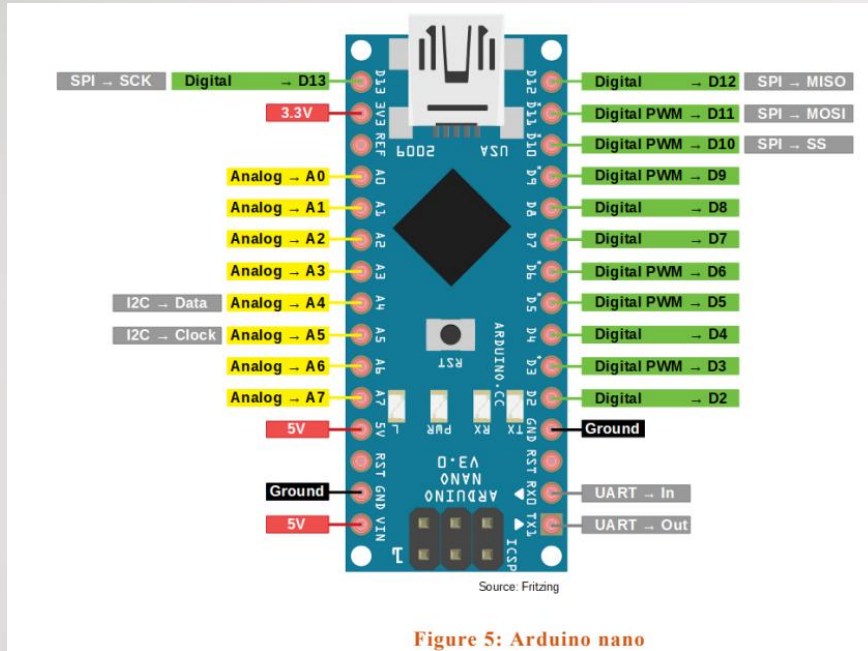 SPI → SCK Digital → D13
3.3V
Analog → A0
Analog → A1
Analog → A2
Analog → A3
I2C → Data Analog → A4
I2C → Clock Analog → A5
Analog → A6
Analog → A7
5V
Ground
5V
D13
3V3
REF
A0
A1
A2
A3
A4
A5
A6
A7
5V
RST
GND
VIN
USA
2009
RST
ARDUINO.CC
TX
RX
PWR
L
ARDUINO
NANO
V3.0
ICSP
1
D12
D11
D10
D9
D8
D7
D6
D5
D4
D3
D2
GND
RST
RX0
TX1
Digital → D12 SPI → MISO
Digital PWM → D11 SPI → MOSI
Digital PWM → D10 SPI → SS
Digital PWM → D9
Digital → D8
Digital → D7
Digital PWM → D6
Digital PWM → D5
Digital → D4
Digital PWM → D3
Digital → D2
Ground
UART → In
UART → Out
Source: Fritzing
Figure 5: Arduino nano